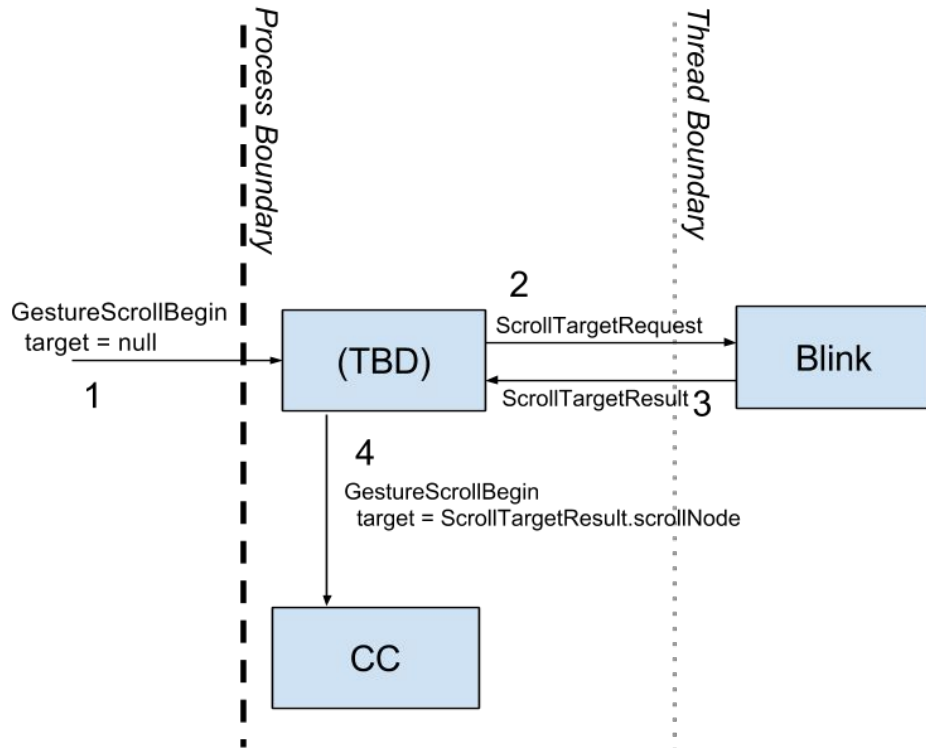 Process Boundary
Thread Boundary
GestureScrollBegin
target = null
1
(TBD)
2
ScrollTargetRequest
ScrollTargetResult
3
Blink
4
GestureScrollBegin
target = ScrollTargetResult.scrollNode
CC